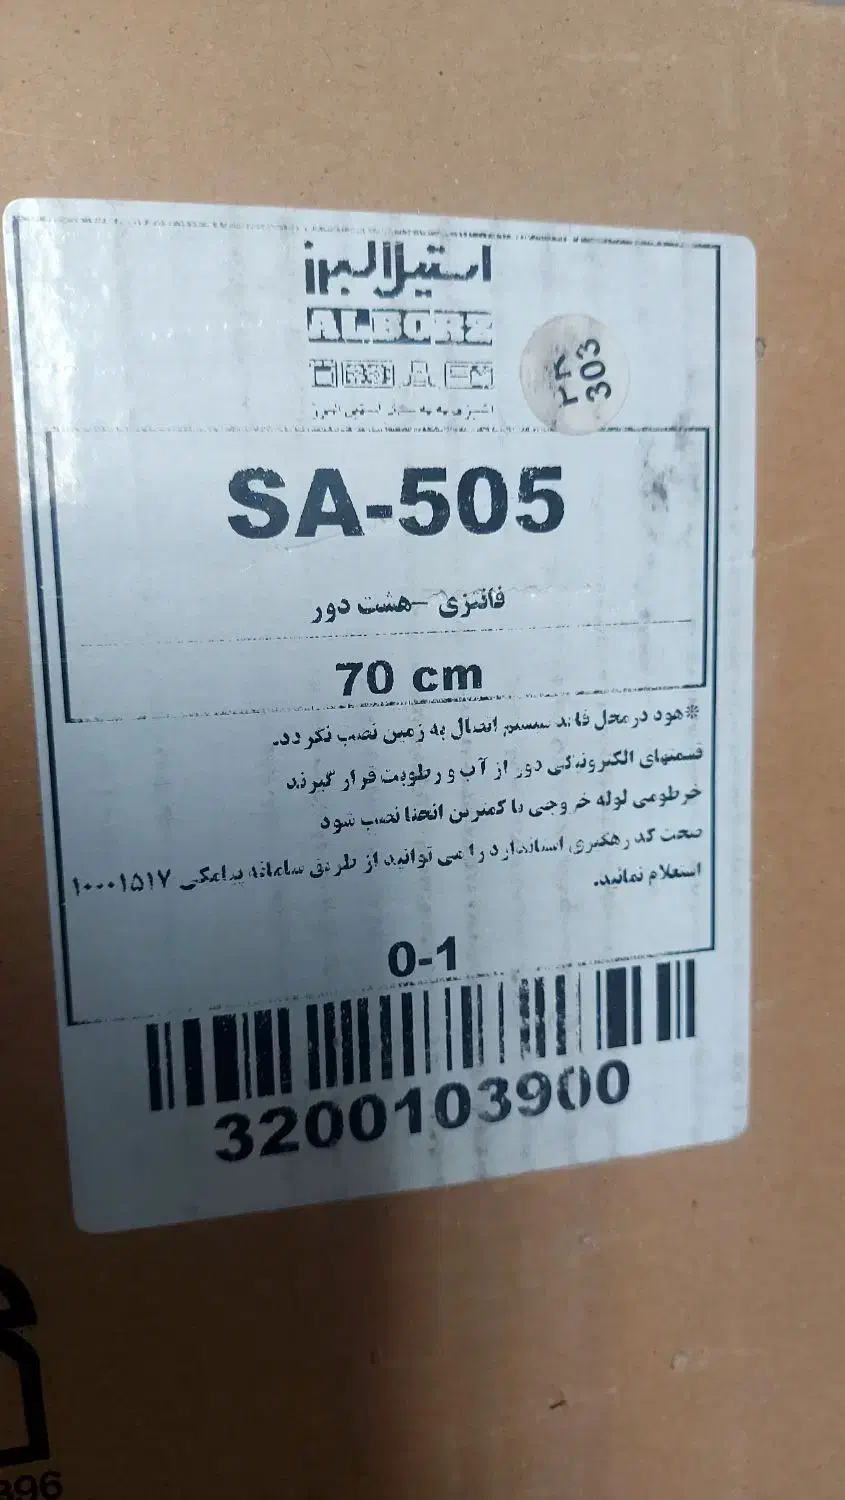 استیل البرز
ALBORZ
303
SA-505
فانتزی - هشت دور
70 cm
*هود در محل فاقد سیستم اتصال به زمین نصب نگردد.
قسمتهای الکترونیکی دور از آب و رطوبت قرار گیرند
خرطومی لوله خروجی با کمترین انحنا نصب شود
صحت کد رهگیری استاندارد را می توانید از طریق سامانه پیامکی ۱۰۰۰۱۵۱۷
استعلام نمائید.
0-1
3200103900
396